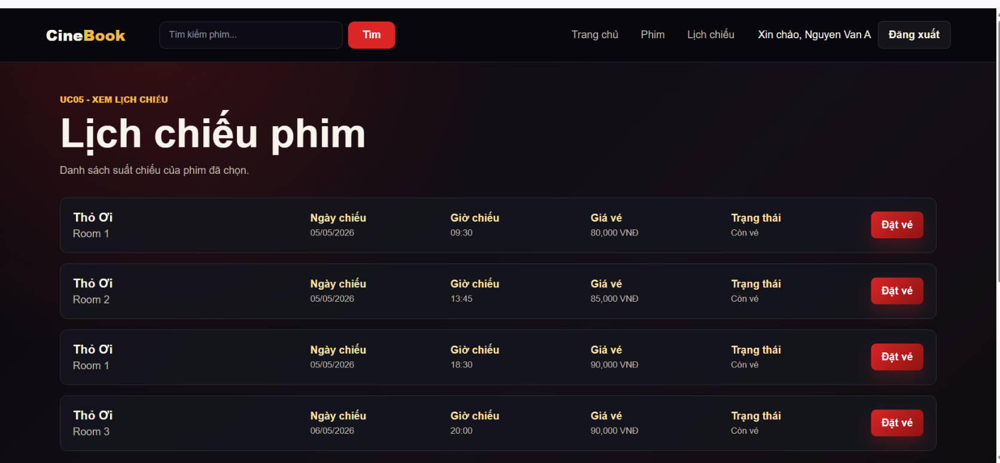 CineBook
Tìm kiếm phim...
Tìm
Trang chủ
Phim
Lịch chiếu
Xin chào, Nguyen Van A
Đăng xuất
UC05 - XEM LỊCH CHIẾU
Lịch chiếu phim
Danh sách suất chiếu của phim đã chọn.
Thỏ Ơi
Room 1
Ngày chiếu
05/05/2026
Giờ chiếu
09:30
Giá vé
80,000 VNĐ
Trạng thái
Còn vé
Đặt vé
Thỏ Ơi
Room 2
Ngày chiếu
05/05/2026
Giờ chiếu
13:45
Giá vé
85,000 VNĐ
Trạng thái
Còn vé
Đặt vé
Thỏ Ơi
Room 1
Ngày chiếu
05/05/2026
Giờ chiếu
18:30
Giá vé
90,000 VNĐ
Trạng thái
Còn vé
Đặt vé
Thỏ Ơi
Room 3
Ngày chiếu
06/05/2026
Giờ chiếu
20:00
Giá vé
90,000 VNĐ
Trạng thái
Còn vé
Đặt vé